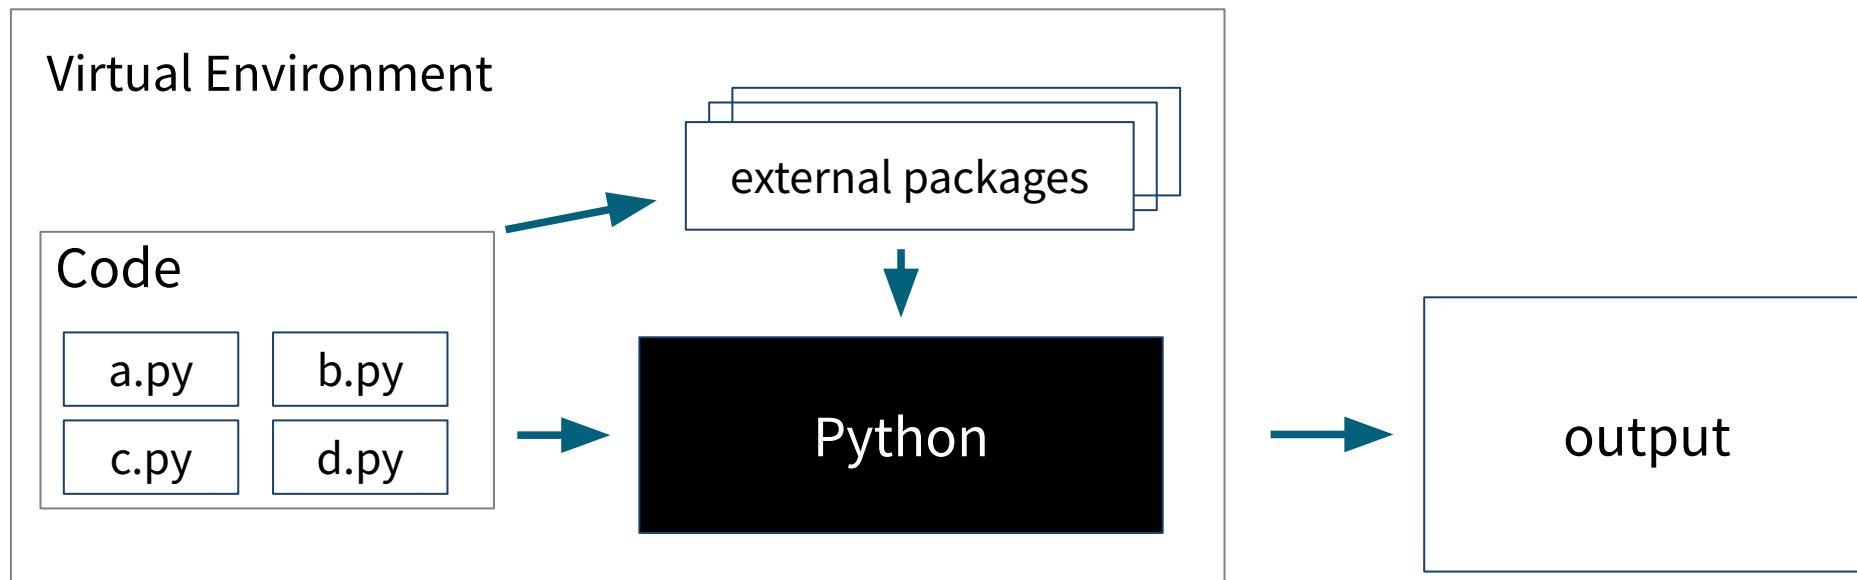 Virtual Environment
external packages
Code
a.py
b.py
c.py
d.py
Python
output